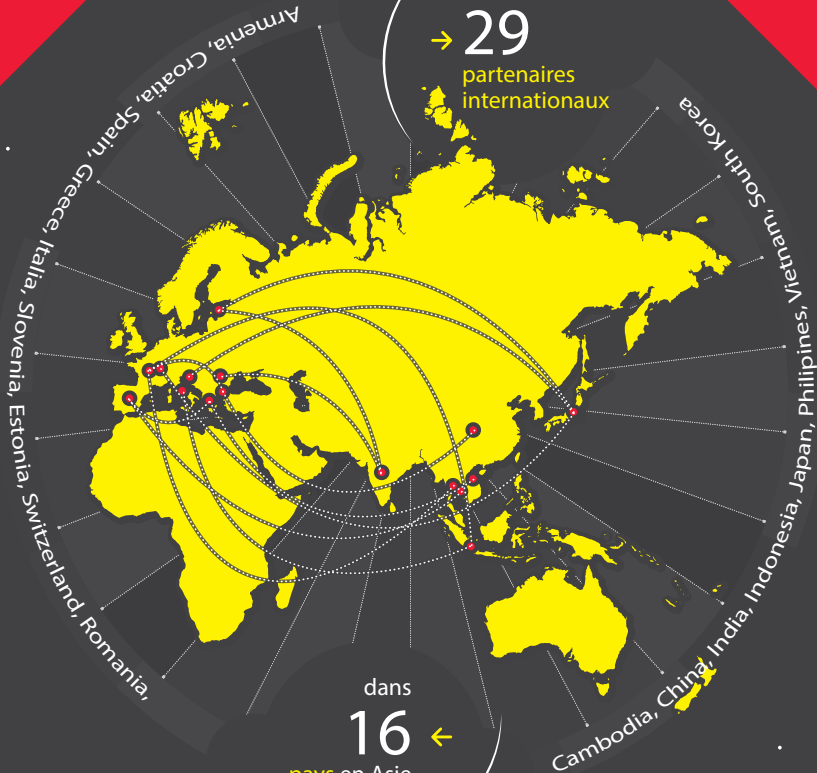 → 29
partenaires
internationaux
Romania, Switzerland, Estonia, Slovenia, Italia, Greece, Spain, Croatia, Armenia
Cambodia, China, India, Indonesia, Japan, Philipines, Vietnam, South Korea
dans
16 ←
pays en Asie